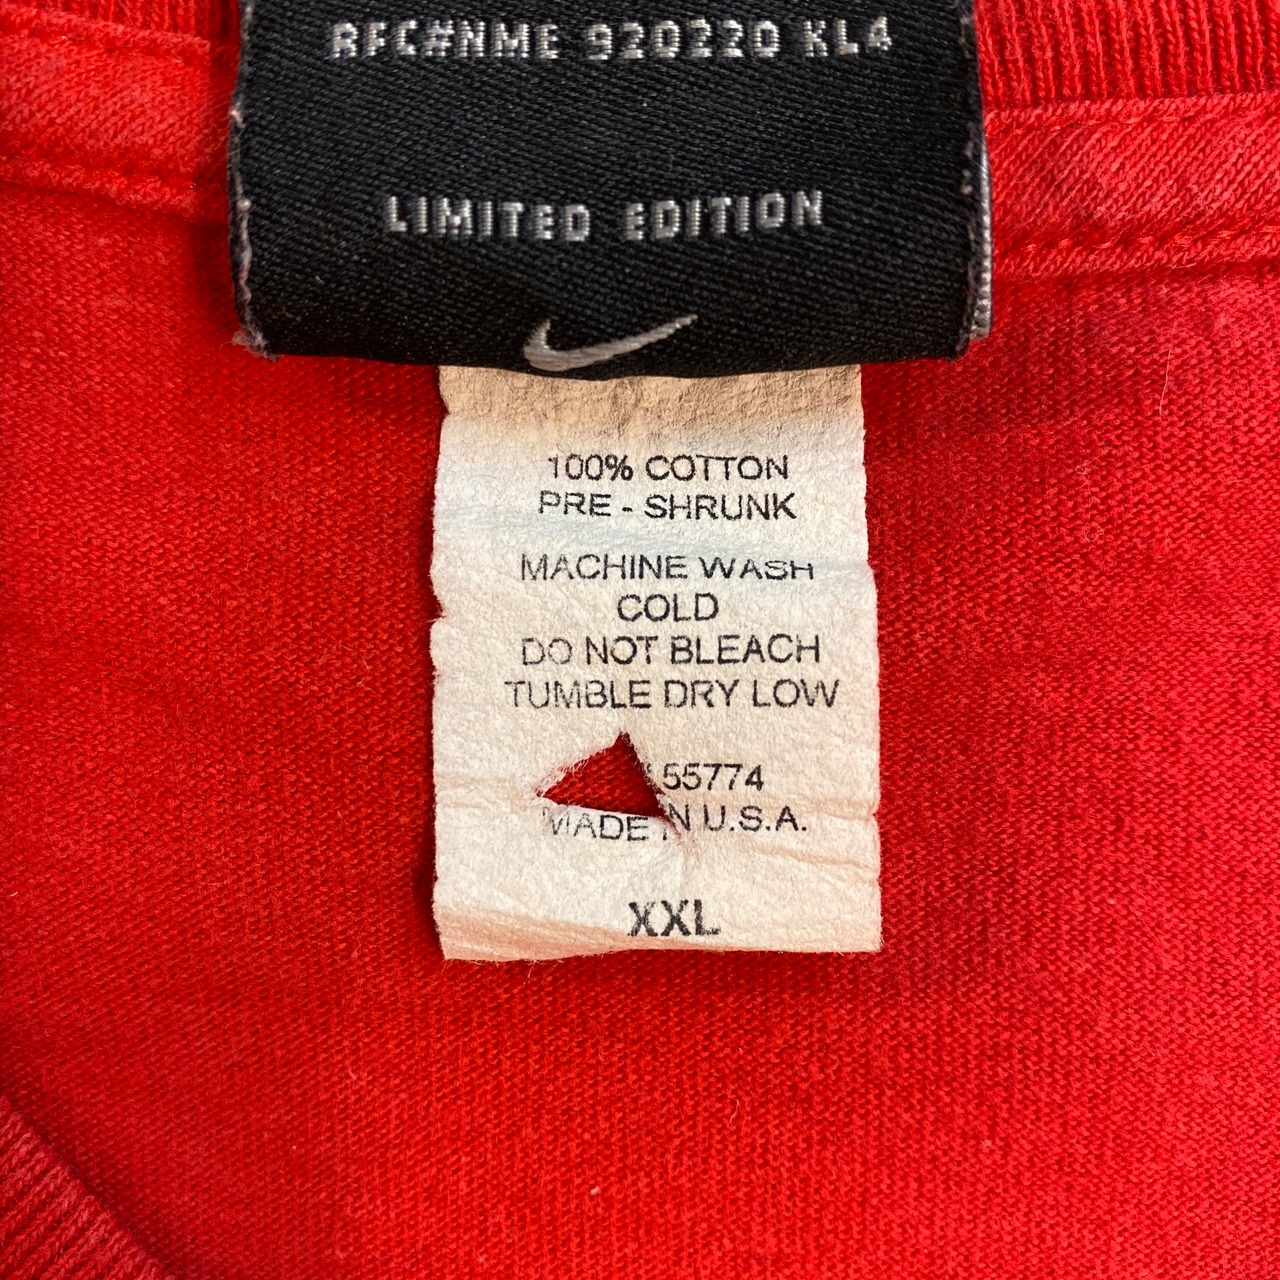 RFC#NME 920220 KL4
LIMITED EDITION
100% COTTON
PRE - SHRUNK
MACHINE WASH
COLD
DO NOT BLEACH
TUMBLE DRY LOW
55774
MADE IN U.S.A.
XXL